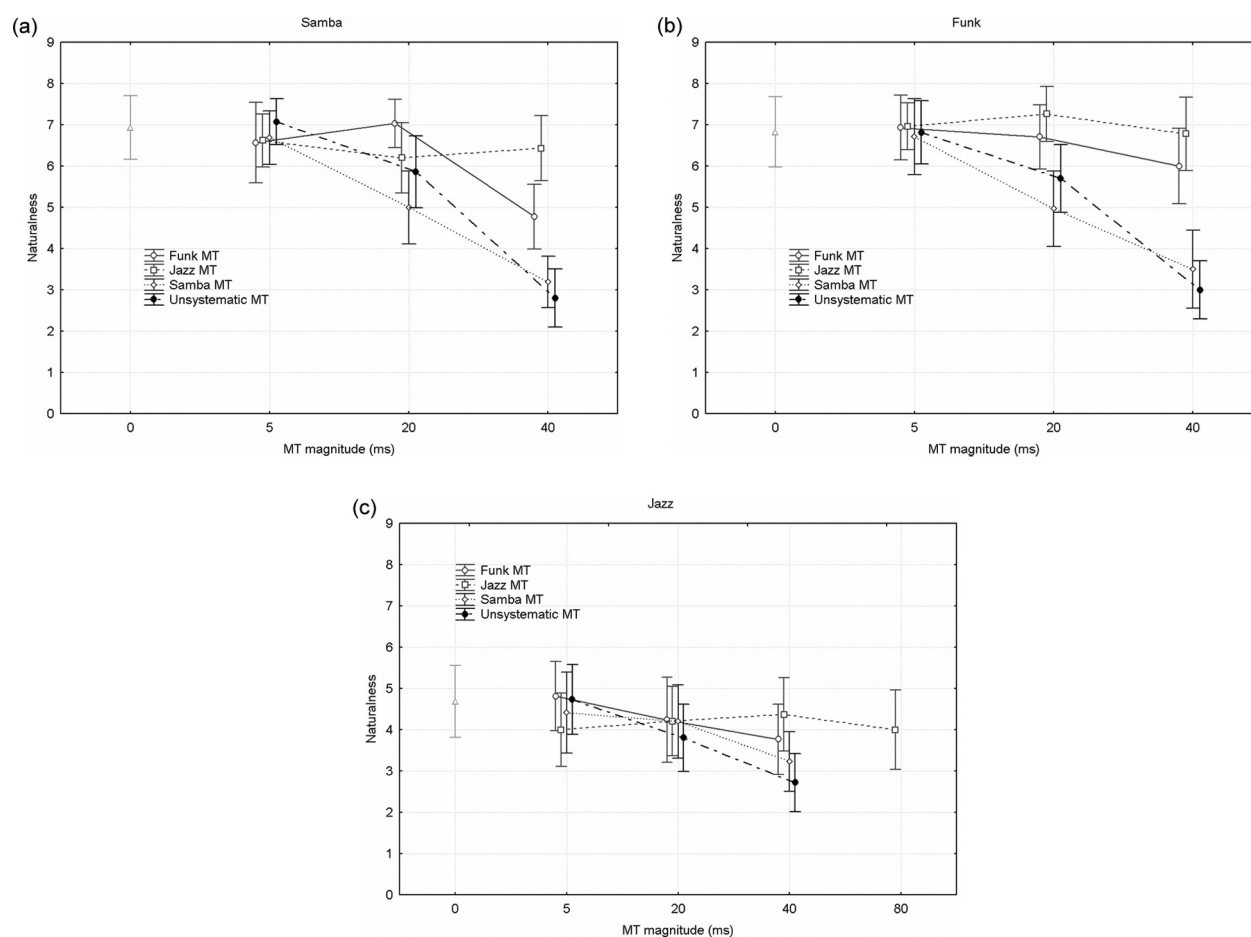 (a)
Samba
Naturalness
9
8
7
6
5
4
3
2
1
0
Funk MT
Jazz MT
Samba MT
Unsystematic MT
0 5 20 40
MT magnitude (ms)
(b)
Funk
Naturalness
9
8
7
6
5
4
3
2
1
0
Funk MT
Jazz MT
Samba MT
Unsystematic MT
0 5 20 40
MT magnitude (ms)
(c)
Jazz
Naturalness
9
8
7
6
5
4
3
2
1
0
Funk MT
Jazz MT
Samba MT
Unsystematic MT
0 5 20 40 80
MT magnitude (ms)